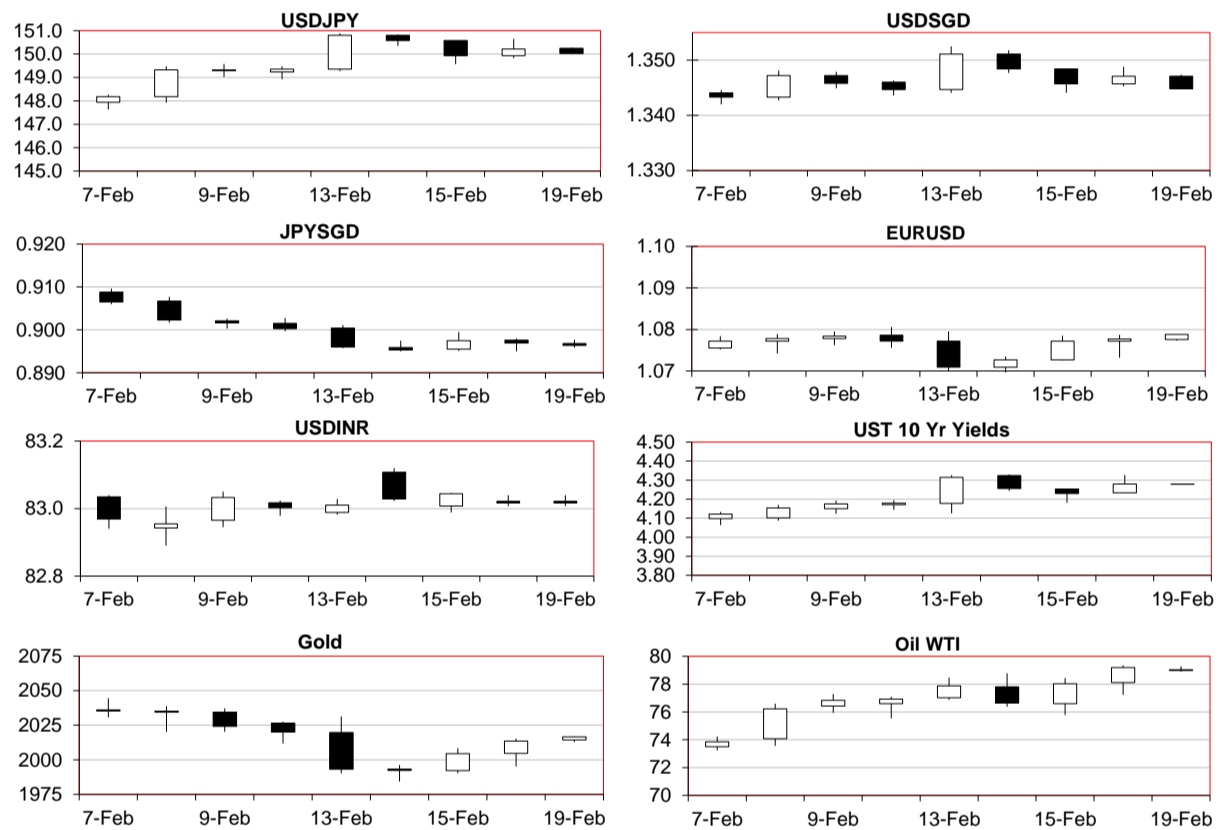 USDJPY
151.0
150.0
149.0
148.0
147.0
146.0
145.0
7-Feb 9-Feb 13-Feb 15-Feb 19-Feb
USDSGD
1.350
1.340
1.330
7-Feb 9-Feb 13-Feb 15-Feb 19-Feb
JPYSGD
0.920
0.910
0.900
0.890
7-Feb 9-Feb 13-Feb 15-Feb 19-Feb
EURUSD
1.10
1.09
1.08
1.07
7-Feb 9-Feb 13-Feb 15-Feb 19-Feb
USDINR
83.2
83.0
82.8
7-Feb 9-Feb 13-Feb 15-Feb 19-Feb
UST 10 Yr Yields
4.50
4.40
4.30
4.20
4.10
4.00
3.90
3.80
7-Feb 9-Feb 13-Feb 15-Feb 19-Feb
Gold
2075
2050
2025
2000
1975
7-Feb 9-Feb 13-Feb 15-Feb 19-Feb
Oil WTI
80
78
76
74
72
70
7-Feb 9-Feb 13-Feb 15-Feb 19-Feb